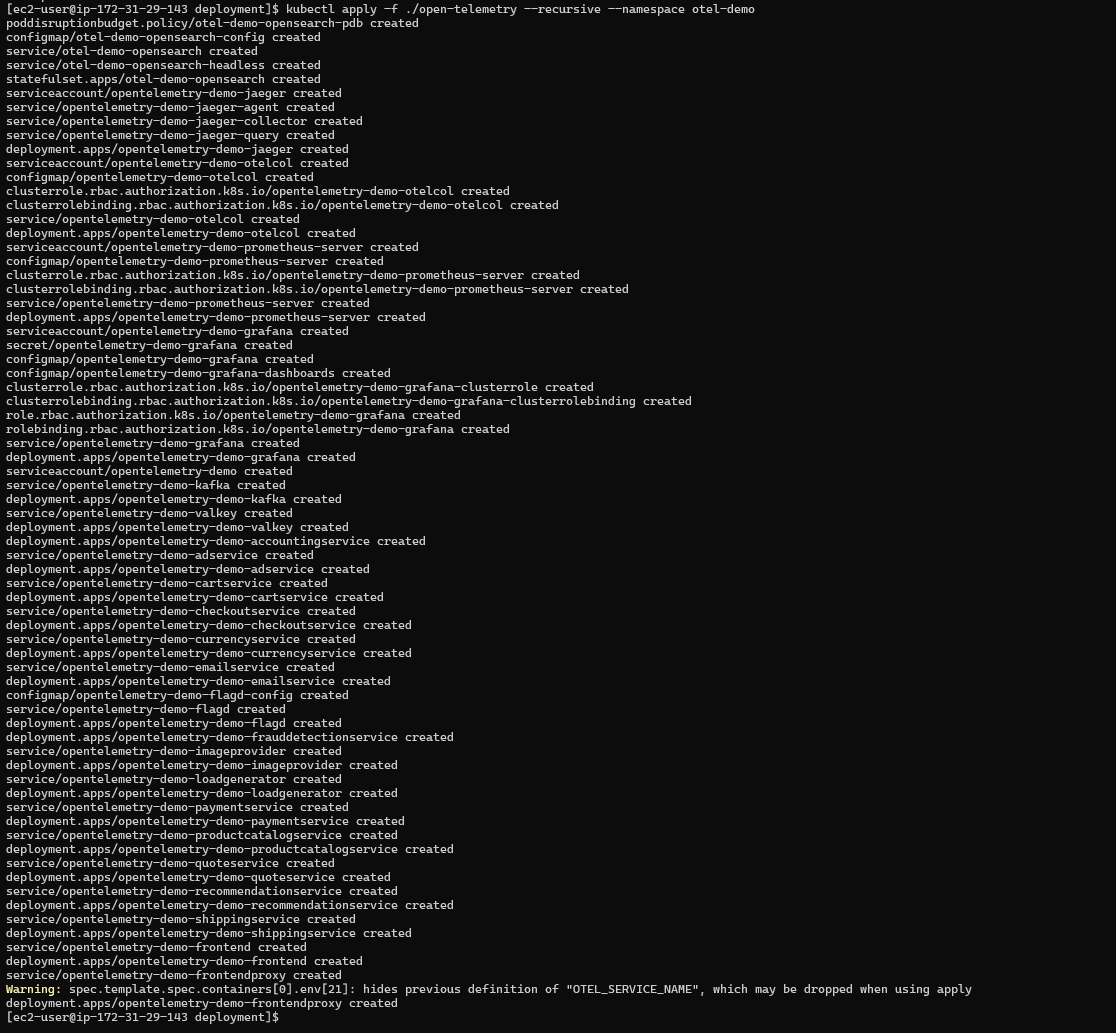 [ec2-user@ip-172-31-29-143 deployment]$ kubectl apply -f ./open-telemetry --recursive --namespace otel-demo
poddisruptionbudget.policy/otel-demo-opensearch-pdb created
configmap/otel-demo-opensearch-config created
service/otel-demo-opensearch created
service/otel-demo-opensearch-headless created
statefulset.apps/otel-demo-opensearch created
serviceaccount/opentelemetry-demo-jaeger created
service/opentelemetry-demo-jaeger-agent created
service/opentelemetry-demo-jaeger-collector created
service/opentelemetry-demo-jaeger-query created
deployment.apps/opentelemetry-demo-jaeger created
serviceaccount/opentelemetry-demo-otelcol created
configmap/opentelemetry-demo-otelcol created
clusterrole.rbac.authorization.k8s.io/opentelemetry-demo-otelcol created
clusterrolebinding.rbac.authorization.k8s.io/opentelemetry-demo-otelcol created
service/opentelemetry-demo-otelcol created
deployment.apps/opentelemetry-demo-otelcol created
serviceaccount/opentelemetry-demo-prometheus-server created
configmap/opentelemetry-demo-prometheus-server created
clusterrole.rbac.authorization.k8s.io/opentelemetry-demo-prometheus-server created
clusterrolebinding.rbac.authorization.k8s.io/opentelemetry-demo-prometheus-server created
service/opentelemetry-demo-prometheus-server created
deployment.apps/opentelemetry-demo-prometheus-server created
serviceaccount/opentelemetry-demo-grafana created
secret/opentelemetry-demo-grafana created
configmap/opentelemetry-demo-grafana created
configmap/opentelemetry-demo-grafana-dashboards created
clusterrole.rbac.authorization.k8s.io/opentelemetry-demo-grafana-clusterrole created
clusterrolebinding.rbac.authorization.k8s.io/opentelemetry-demo-grafana-clusterrolebinding created
role.rbac.authorization.k8s.io/opentelemetry-demo-grafana created
rolebinding.rbac.authorization.k8s.io/opentelemetry-demo-grafana created
service/opentelemetry-demo-grafana created
deployment.apps/opentelemetry-demo-grafana created
serviceaccount/opentelemetry-demo created
service/opentelemetry-demo-kafka created
deployment.apps/opentelemetry-demo-kafka created
service/opentelemetry-demo-valkey created
deployment.apps/opentelemetry-demo-valkey created
deployment.apps/opentelemetry-demo-accountingservice created
service/opentelemetry-demo-adservice created
deployment.apps/opentelemetry-demo-adservice created
service/opentelemetry-demo-cartservice created
deployment.apps/opentelemetry-demo-cartservice created
service/opentelemetry-demo-checkoutservice created
deployment.apps/opentelemetry-demo-checkoutservice created
service/opentelemetry-demo-currencyservice created
deployment.apps/opentelemetry-demo-currencyservice created
service/opentelemetry-demo-emailservice created
deployment.apps/opentelemetry-demo-emailservice created
configmap/opentelemetry-demo-flagd-config created
service/opentelemetry-demo-flagd created
deployment.apps/opentelemetry-demo-flagd created
deployment.apps/opentelemetry-demo-frauddetectionservice created
service/opentelemetry-demo-imageprovider created
deployment.apps/opentelemetry-demo-imageprovider created
service/opentelemetry-demo-loadgenerator created
deployment.apps/opentelemetry-demo-loadgenerator created
service/opentelemetry-demo-paymentservice created
deployment.apps/opentelemetry-demo-paymentservice created
service/opentelemetry-demo-productcatalogservice created
deployment.apps/opentelemetry-demo-productcatalogservice created
service/opentelemetry-demo-quoteservice created
deployment.apps/opentelemetry-demo-quoteservice created
service/opentelemetry-demo-recommendationservice created
deployment.apps/opentelemetry-demo-recommendationservice created
service/opentelemetry-demo-shippingservice created
deployment.apps/opentelemetry-demo-shippingservice created
service/opentelemetry-demo-frontend created
deployment.apps/opentelemetry-demo-frontend created
service/opentelemetry-demo-frontendproxy created
Warning: spec.template.spec.containers[0].env[21]: hides previous definition of "OTEL_SERVICE_NAME", which may be dropped when using apply
deployment.apps/opentelemetry-demo-frontendproxy created
[ec2-user@ip-172-31-29-143 deployment]$